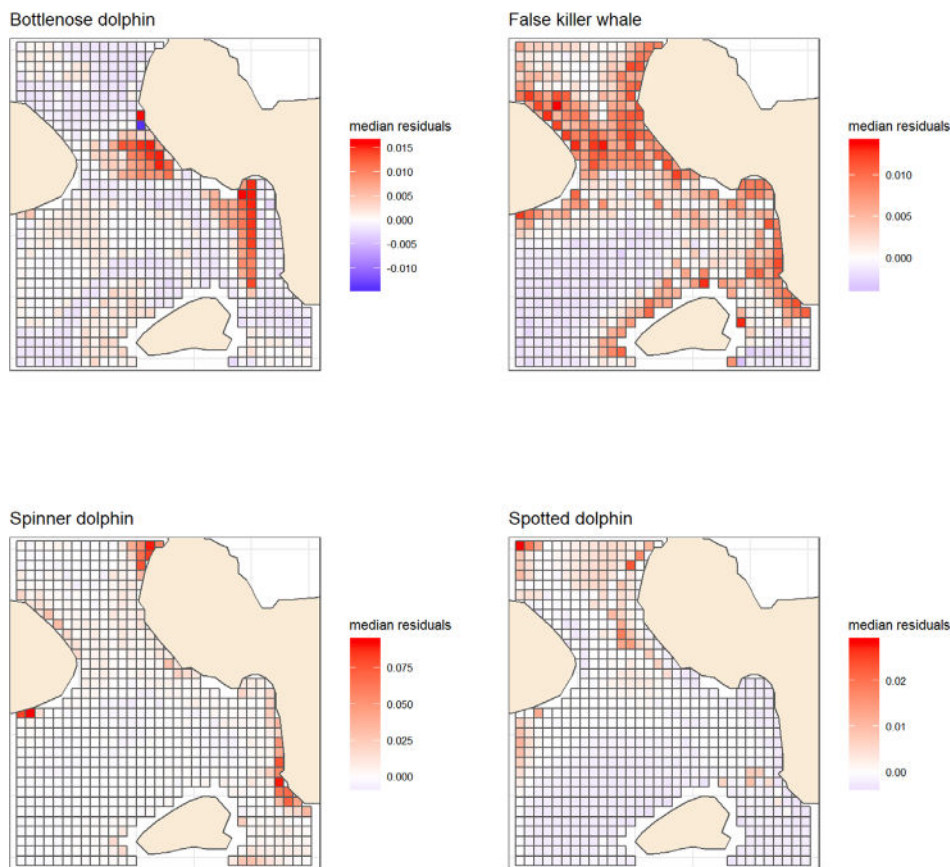 Bottlenose dolphin
median residuals
0.015
0.010
0.005
0.000
-0.005
-0.010
False killer whale
median residuals
0.010
0.005
0.000
Spinner dolphin
median residuals
0.075
0.050
0.025
0.000
Spotted dolphin
median residuals
0.02
0.01
0.00